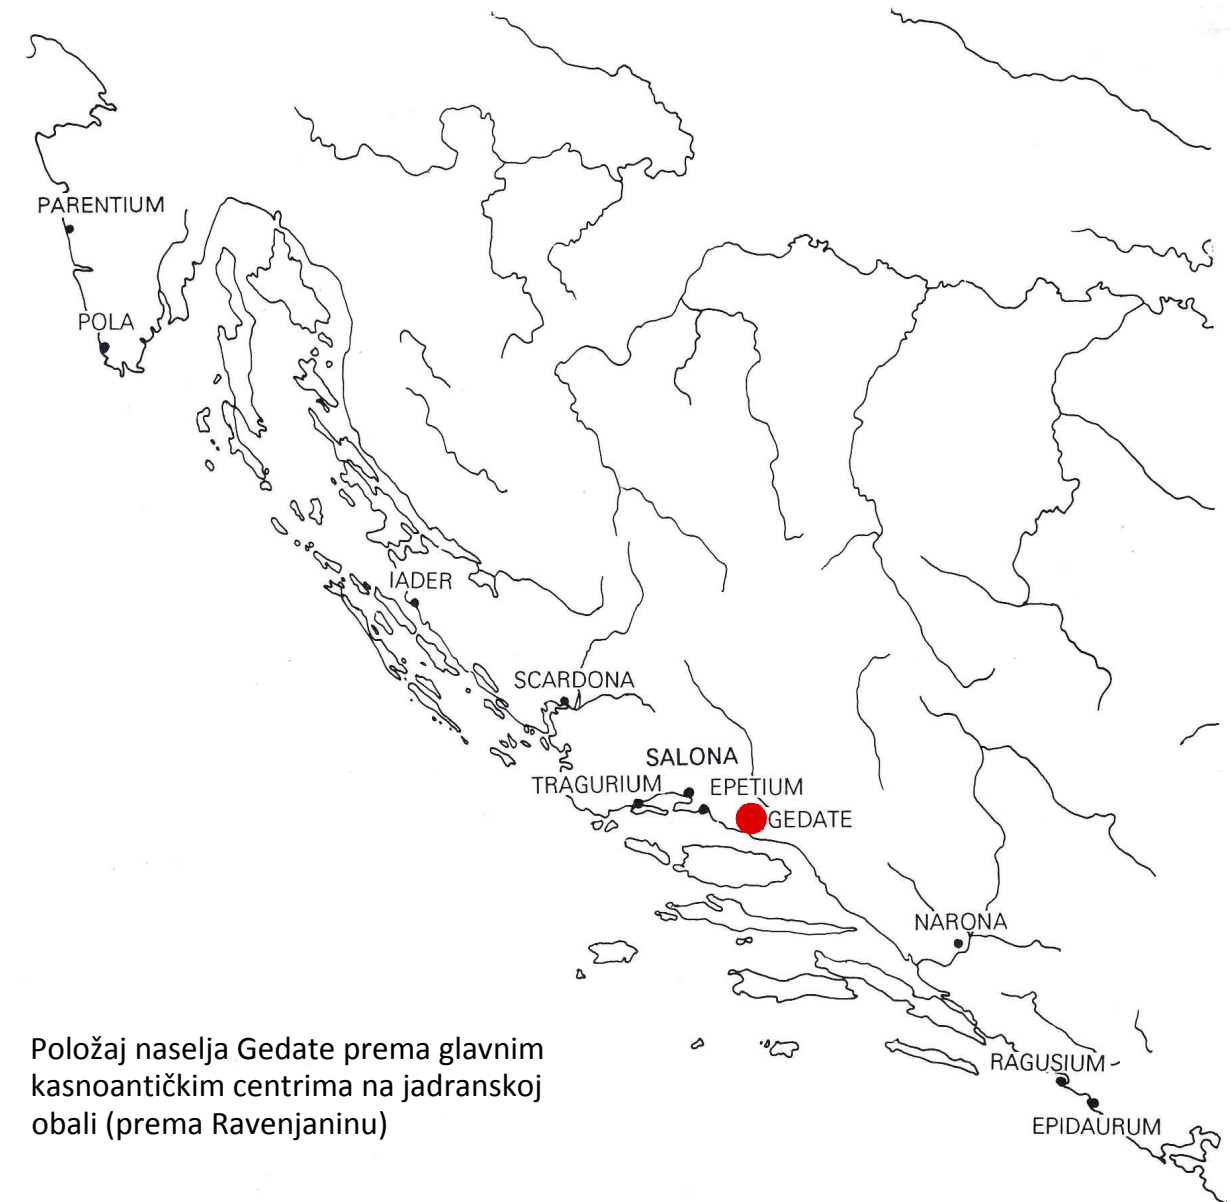 PARENTIUM
POLA
IADER
SCARDONA
SALONA
TRAGURIUM
EPETIUM
GEDATE
NARONA
Položaj naselja Gedate prema glavnim
kasnoantičkim centrima na jadranskoj
obali (prema Ravenjaninu)
RAGUSIUM
EPIDAURUM